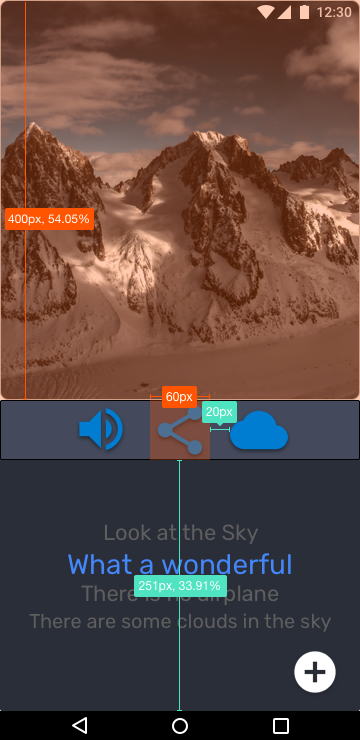 12:30
400px, 54.05%
60px
20px
Look at the Sky
What a wonderful
There is no airplane
251px, 33.91%
There are some clouds in the sky